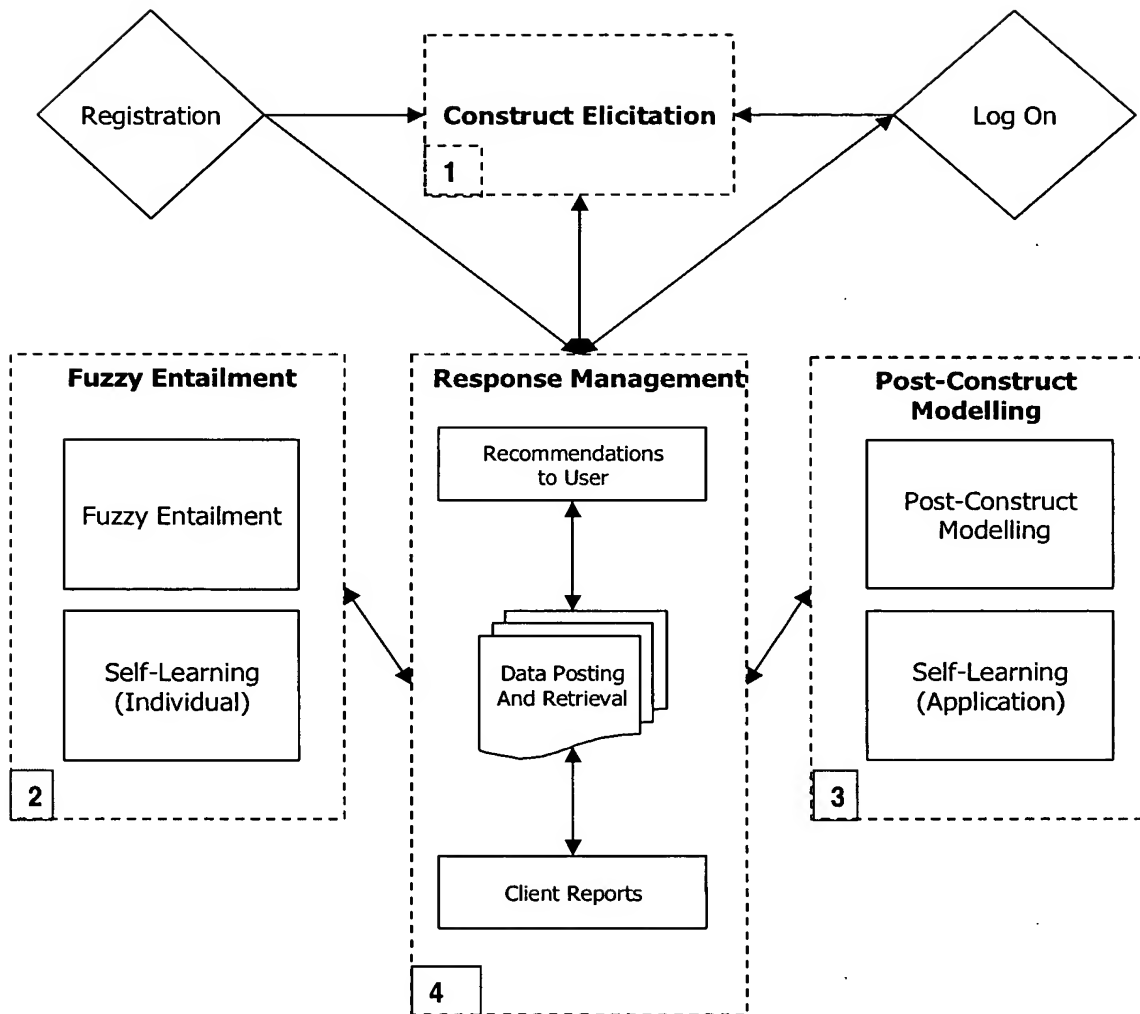 Registration
Construct Elicitation
Log On
1
Fuzzy Entailment
Response Management
Post-Construct
Modelling
Recommendations
to User
Fuzzy Entailment
Post-Construct
Modelling
Data Posting
And Retrieval
Self-Learning
(Individual)
Self-Learning
(Application)
2
3
Client Reports
4